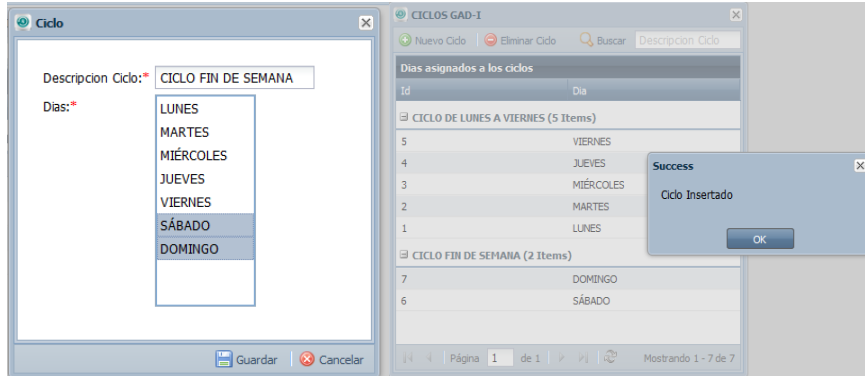 Ciclo
Descripcion Ciclo:* CICLO FIN DE SEMANA
Dias:*
LUNES
MARTES
MIÉRCOLES
JUEVES
VIERNES
SÁBADO
DOMINGO
Guardar Cancelar
CICLOS GAD-I
Nuevo Ciclo Eliminar Ciclo Buscar Descripcion Ciclo
Dias asignados a los ciclos
Id Dia
CICLO DE LUNES A VIERNES (5 Items)
5 VIERNES
4 JUEVES
3 MIÉRCOLES
2 MARTES
1 LUNES
CICLO FIN DE SEMANA (2 Items)
7 DOMINGO
6 SÁBADO
Página 1 de 1 Mostrando 1 - 7 de 7
Success
Ciclo Insertado
OK